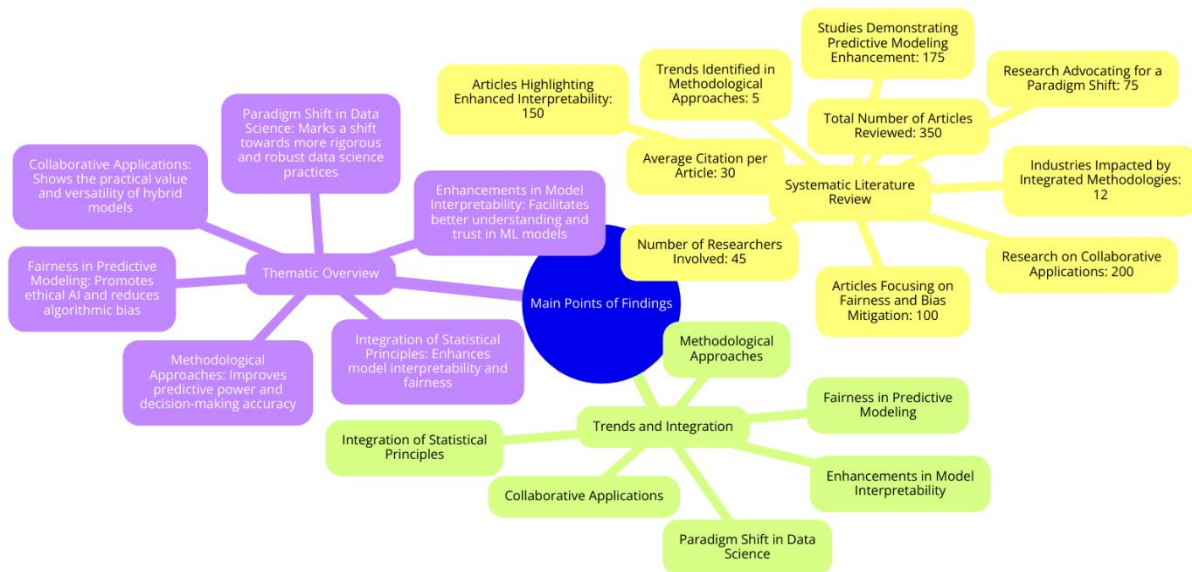 Studies Demonstrating
Predictive Modeling
Enhancement: 175
Trends Identified in
Methodological
Approaches: 5
Research Advocating for a
Paradigm Shift: 75
Articles Highlighting
Enhanced Interpretability:
150
Total Number of Articles
Reviewed: 350
Average Citation per
Article: 30
Systematic Literature
Review
Industries Impacted by
Integrated Methodologies:
12
Number of Researchers
Involved: 45
Research on Collaborative
Applications: 200
Articles Focusing on
Fairness and Bias
Mitigation: 100
Paradigm Shift in Data
Science: Marks a shift
towards more rigorous
and robust data science
practices
Collaborative Applications:
Shows the practical value
and versatility of hybrid
models
Enhancements in Model
Interpretability: Facilitates
better understanding and
trust in ML models
Thematic Overview
Fairness in Predictive
Modeling: Promotes
ethical AI and reduces
algorithmic bias
Methodological
Approaches: Improves
predictive power and
decision-making accuracy
Integration of Statistical
Principles: Enhances
model interpretability and
fairness
Main Points of Findings
Methodological
Approaches
Fairness in Predictive
Modeling
Trends and Integration
Integration of Statistical
Principles
Enhancements in Model
Interpretability
Collaborative Applications
Paradigm Shift in Data
Science